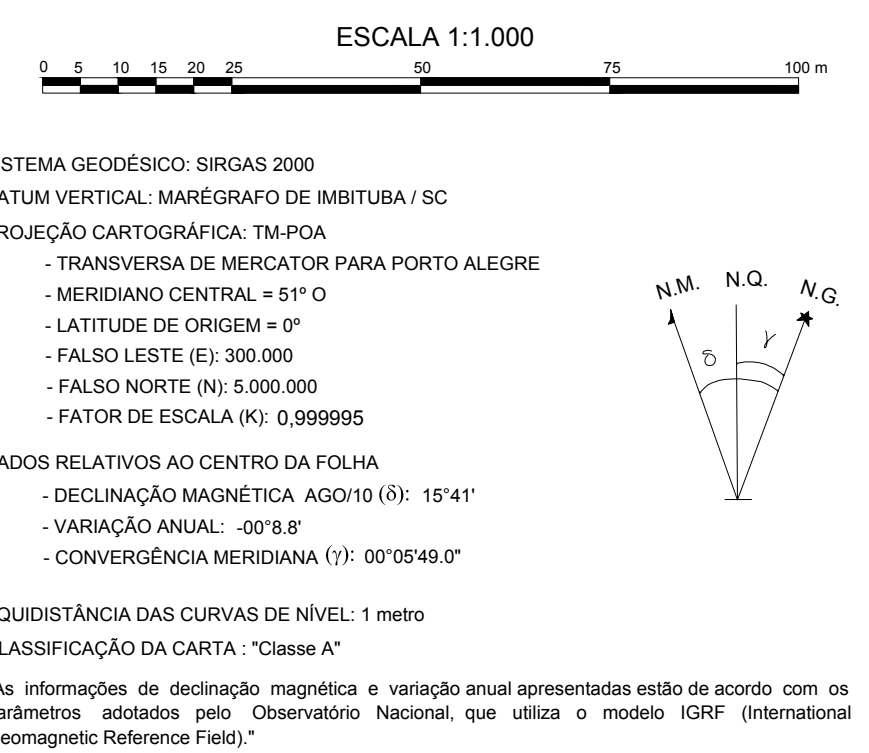 ESCALA 1:1.000
0 5 10 15 20 25 50 75 100 m
ISTEMA GEODÉSICO: SIRGAS 2000
ATUM VERTICAL: MARÉGRAFO DE IMBITUBA / SC
ROJEÇÃO CARTOGRÁFICA: TM-POA
- TRANSVERSA DE MERCATOR PARA PORTO ALEGRE
- MERIDIANO CENTRAL = 51º O
- LATITUDE DE ORIGEM = 0º
- FALSO LESTE (E): 300.000
- FALSO NORTE (N): 5.000.000
- FATOR DE ESCALA (K): 0,999995
N.M. N.Q. N.G.
δ γ
ADOS RELATIVOS AO CENTRO DA FOLHA
- DECLINAÇÃO MAGNÉTICA AGO/10 (δ): 15°41'
- VARIAÇÃO ANUAL: -00°8.8'
- CONVERGÊNCIA MERIDIANA (γ): 00°05'49.0"
QUIDISTÂNCIA DAS CURVAS DE NÍVEL: 1 metro
LASSIFICAÇÃO DA CARTA : "Classe A"
As informações de declinação magnética e variação anual apresentadas estão de acordo com os
arâmetros adotados pelo Observatório Nacional, que utiliza o modelo IGRF (International
eomagnetic Reference Field)."